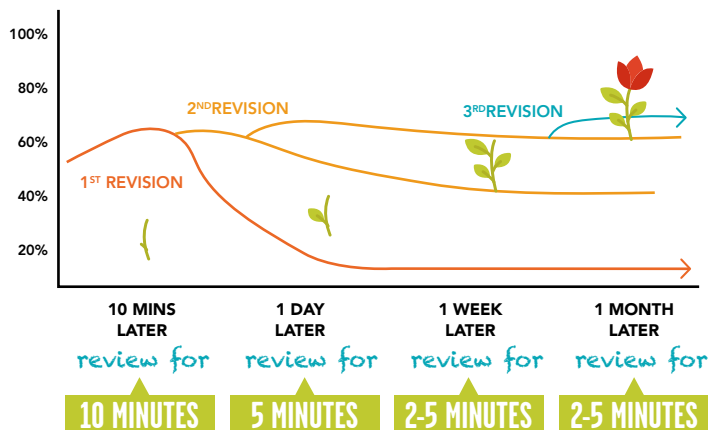 100%
80%
60%
40%
20%
2ND REVISION
3RD REVISION
1ST REVISION
10 MINS
LATER
review for
10 MINUTES
1 DAY
LATER
review for
5 MINUTES
1 WEEK
LATER
review for
2-5 MINUTES
1 MONTH
LATER
review for
2-5 MINUTES